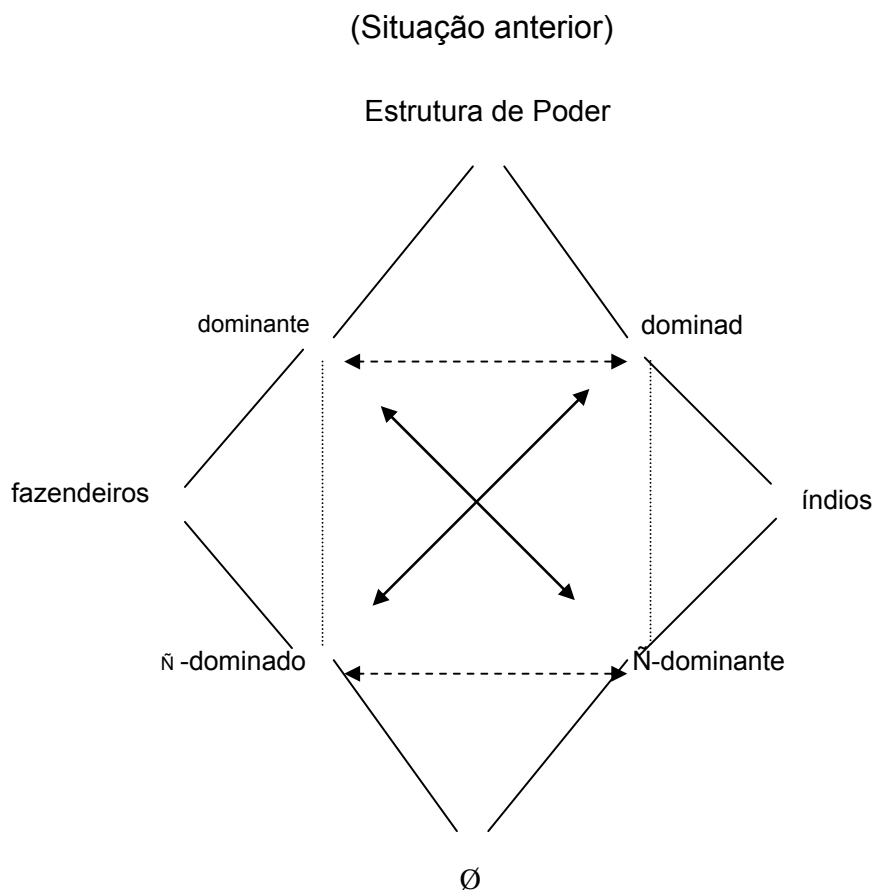 (Situação anterior)
Estrutura de Poder
dominante
dominad
fazendeiros
índios
Ñ -dominado
Ñ-dominante
Ø